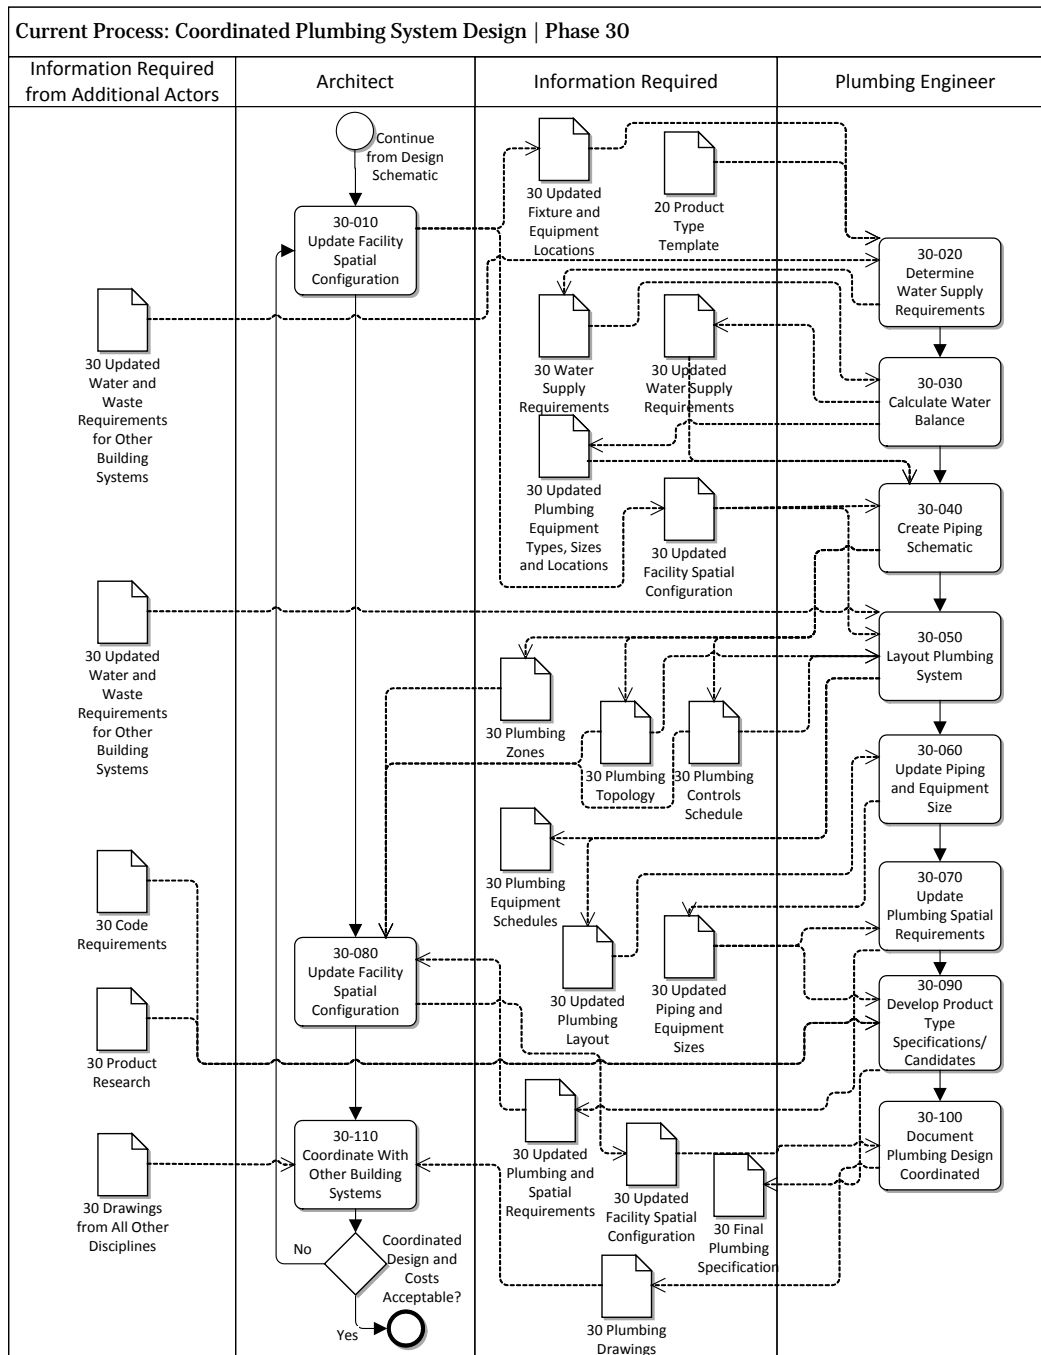 Current Process: Coordinated Plumbing System Design | Phase 30
Information Required
from Additional Actors
Architect
Information Required
Plumbing Engineer
Continue
from Design
Schematic
30-010
Update Facility
Spatial
Configuration
30 Updated
Fixture and
Equipment
Locations
20 Product
Type
Template
30-020
Determine
Water Supply
Requirements
30 Updated
Water and
Waste
Requirements
for Other
Building
Systems
30 Water
Supply
Requirements
30 Updated
Water Supply
Requirements
30-030
Calculate Water
Balance
30 Updated
Plumbing
Equipment
Types, Sizes
and Locations
30 Updated
Facility Spatial
Configuration
30-040
Create Piping
Schematic
30 Updated
Water and
Waste
Requirements
for Other
Building
Systems
30-050
Layout Plumbing
System
30 Plumbing
Zones
30 Plumbing
Topology
30 Plumbing
Controls
Schedule
30-060
Update Piping
and Equipment
Size
30 Code
Requirements
30 Plumbing
Equipment
Schedules
30-070
Update
Plumbing Spatial
Requirements
30-080
Update Facility
Spatial
Configuration
30 Updated
Plumbing
Layout
30 Updated
Piping and
Equipment
Sizes
30-090
Develop Product
Type
Specifications/
Candidates
30 Product
Research
30-100
Document
Plumbing Design
Coordinated
30-110
Coordinate With
Other Building
Systems
30 Updated
Plumbing and
Spatial
Requirements
30 Updated
Facility Spatial
Configuration
30 Final
Plumbing
Specification
30 Drawings
from All Other
Disciplines
No
Coordinated
Design and
Costs
Acceptable?
Yes
30 Plumbing
Drawings